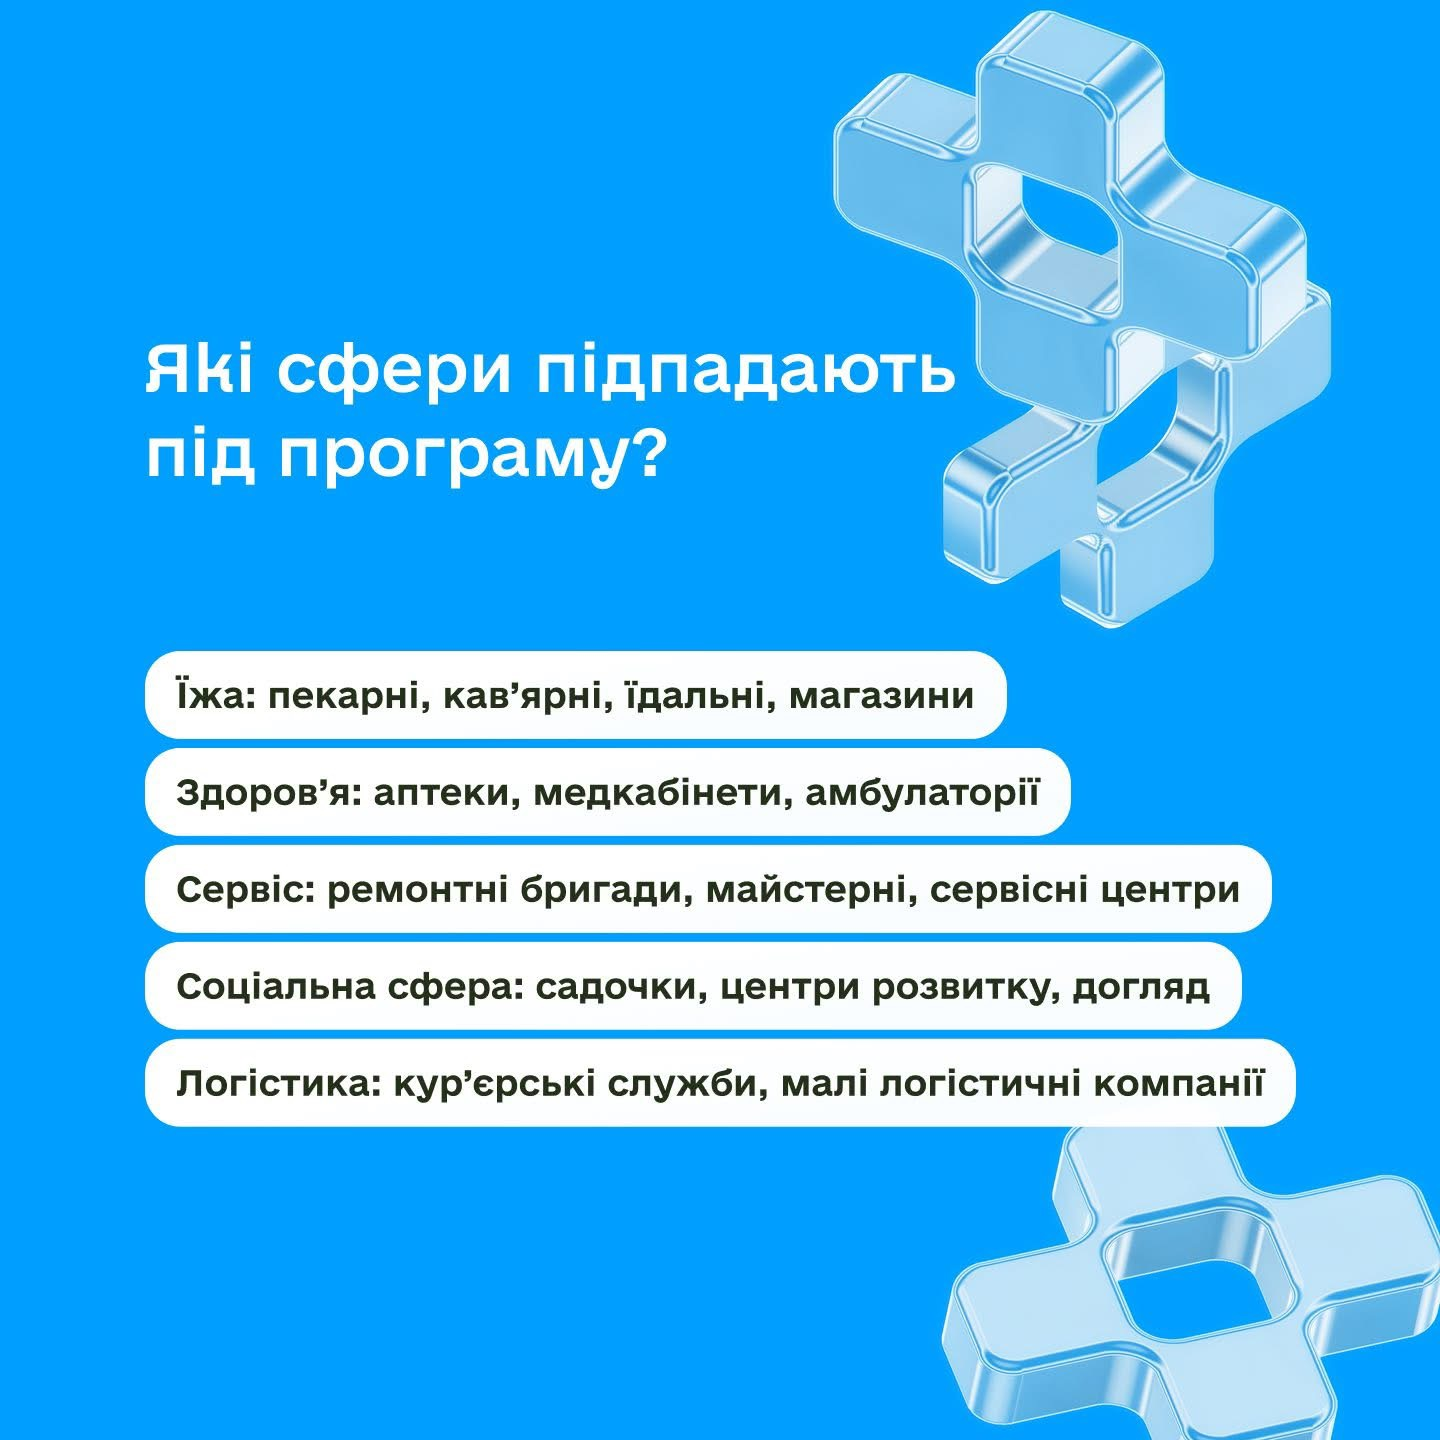 Які сфери підпадають
під програму?
Їжа: пекарні, кав’ярні, їдальні, магазини
Здоров’я: аптеки, медкабінети, амбулаторії
Сервіс: ремонтні бригади, майстерні, сервісні центри
Соціальна сфера: садочки, центри розвитку, догляд
Логістика: кур’єрські служби, малі логістичні компанії